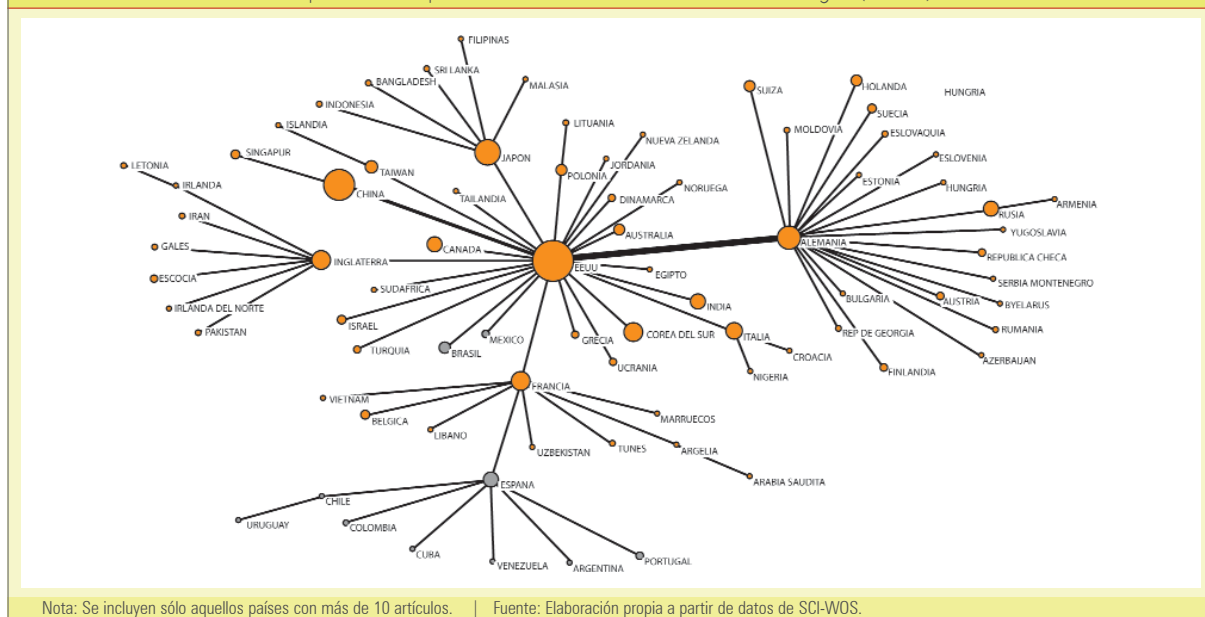 FILIPINAS
SRI LANKA
BANGLADESH
MALASIA
INDONESIA
ISLANDIA
SINGAPUR
JAPON
TAIWAN
CHINA
LETONIA
IRLANDA
IRAN
GALES
INGLATERRA
ESCOCIA
IRLANDA DEL NORTE
PAKISTAN
LITUANIA
NUEVA ZELANDA
JORDANIA
POLONIA
NORUEGA
TAILANDIA
DINAMARCA
AUSTRALIA
CANADA
EEUU
EGIPTO
SUDAFRICA
INDIA
ISRAEL
MEXICO
GRECIA
COREA DEL SUR
ITALIA
TURQUIA
BRASIL
UCRANIA
CROACIA
NIGERIA
SUIZA
HOLANDA
HUNGRIA
SUECIA
MOLDOVIA
ESLOVAQUIA
ESLOVENIA
ESTONIA
HUNGRIA
ARMENIA
RUSIA
YUGOSLAVIA
ALEMANIA
REPUBLICA CHECA
SERBIA MONTENEGRO
BULGARIA
AUSTRIA
BYELARUS
REP DE GEORGIA
RUMANIA
AZERBAIJAN
FINLANDIA
FRANCIA
VIETNAM
BELGICA
LIBANO
MARRUECOS
UZBEKISTAN
TUNES
ARGELIA
ARABIA SAUDITA
ESPANA
CHILE
URUGUAY
COLOMBIA
CUBA
VENEZUELA
ARGENTINA
PORTUGAL
Nota: Se incluyen sólo aquellos países con más de 10 artículos. | Fuente: Elaboración propia a partir de datos de SCI-WOS.